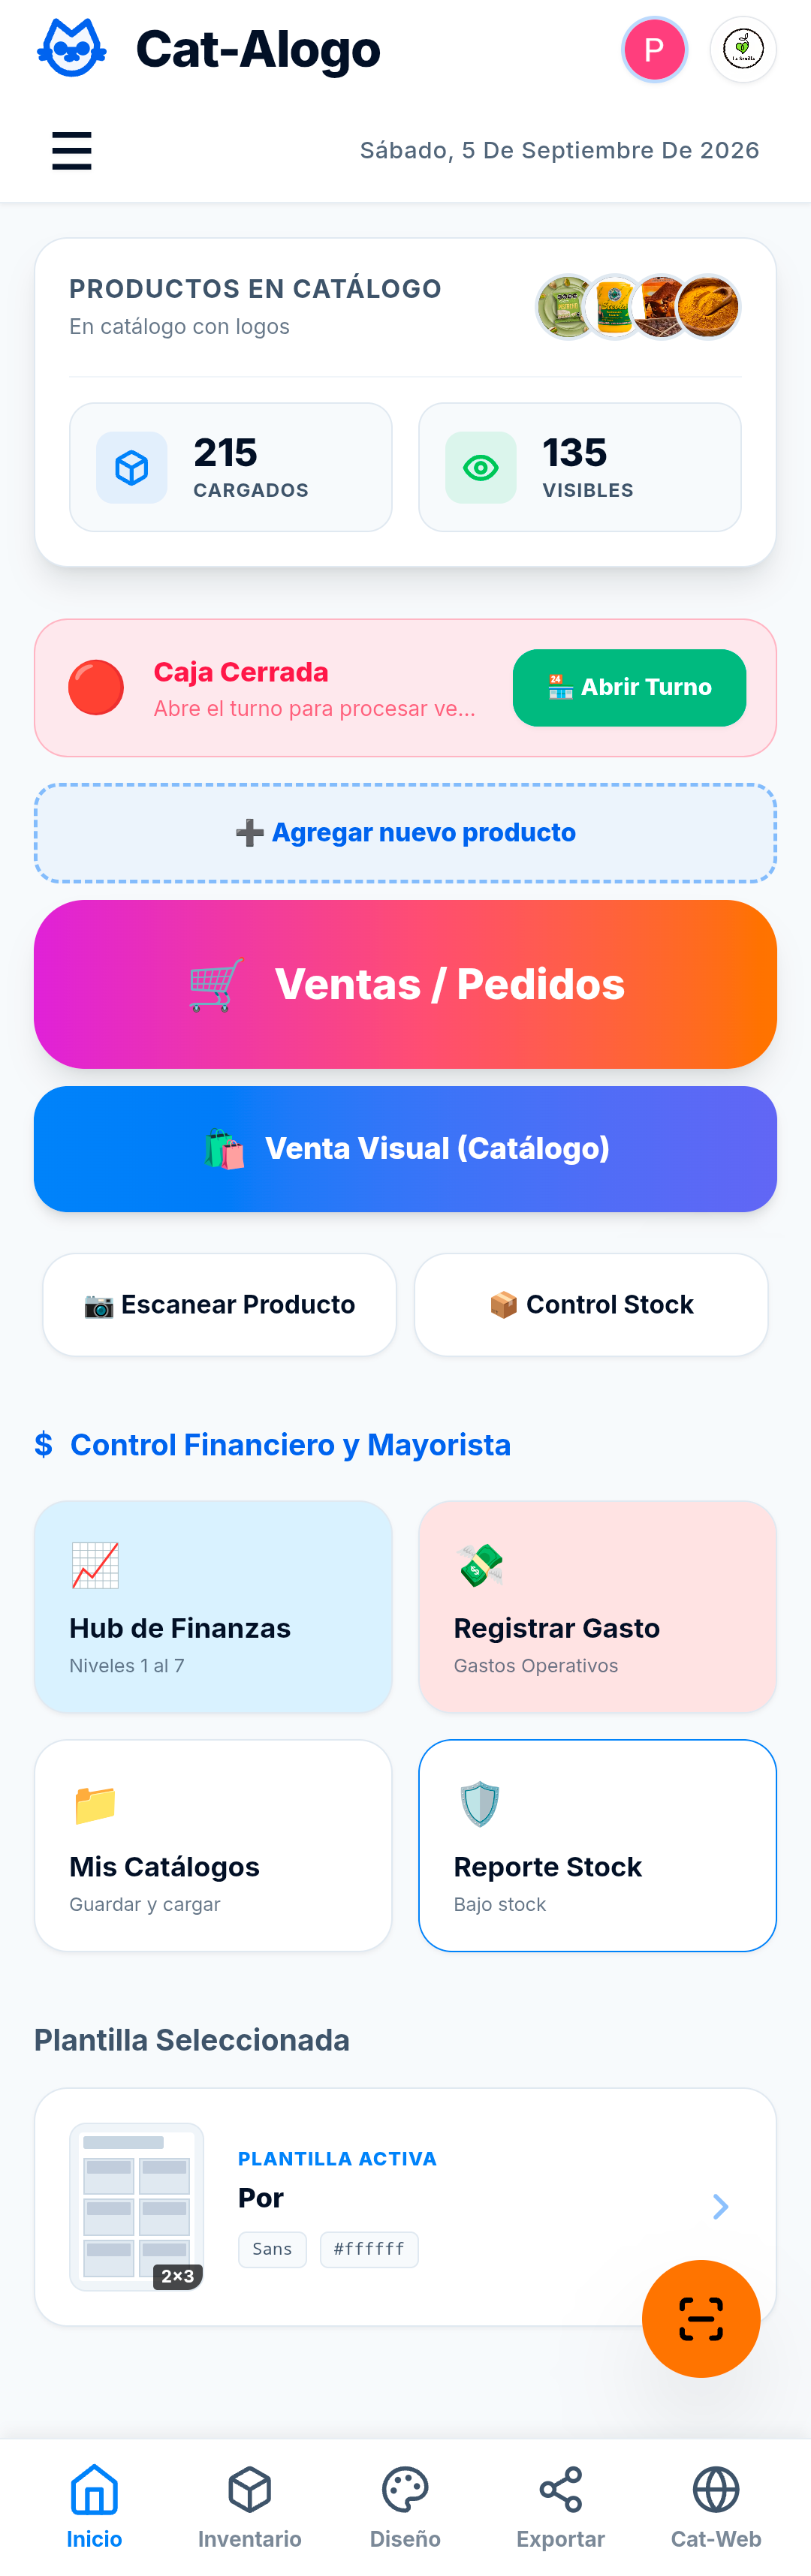 Cat-Alogo
P
Sábado, 5 De Septiembre De 2026
PRODUCTOS EN CATÁLOGO
En catálogo con logos
215
CARGADOS
135
VISIBLES
Caja Cerrada
Abre el turno para procesar ve...
Abrir Turno
Agregar nuevo producto
Ventas / Pedidos
Venta Visual (Catálogo)
Escanear Producto
Control Stock
$ Control Financiero y Mayorista
Hub de Finanzas
Niveles 1 al 7
Registrar Gasto
Gastos Operativos
Mis Catálogos
Guardar y cargar
Reporte Stock
Bajo stock
Plantilla Seleccionada
PLANTILLA ACTIVA
Por
Sans
#ffffff
2×3
Inicio
Inventario
Diseño
Exportar
Cat-Web